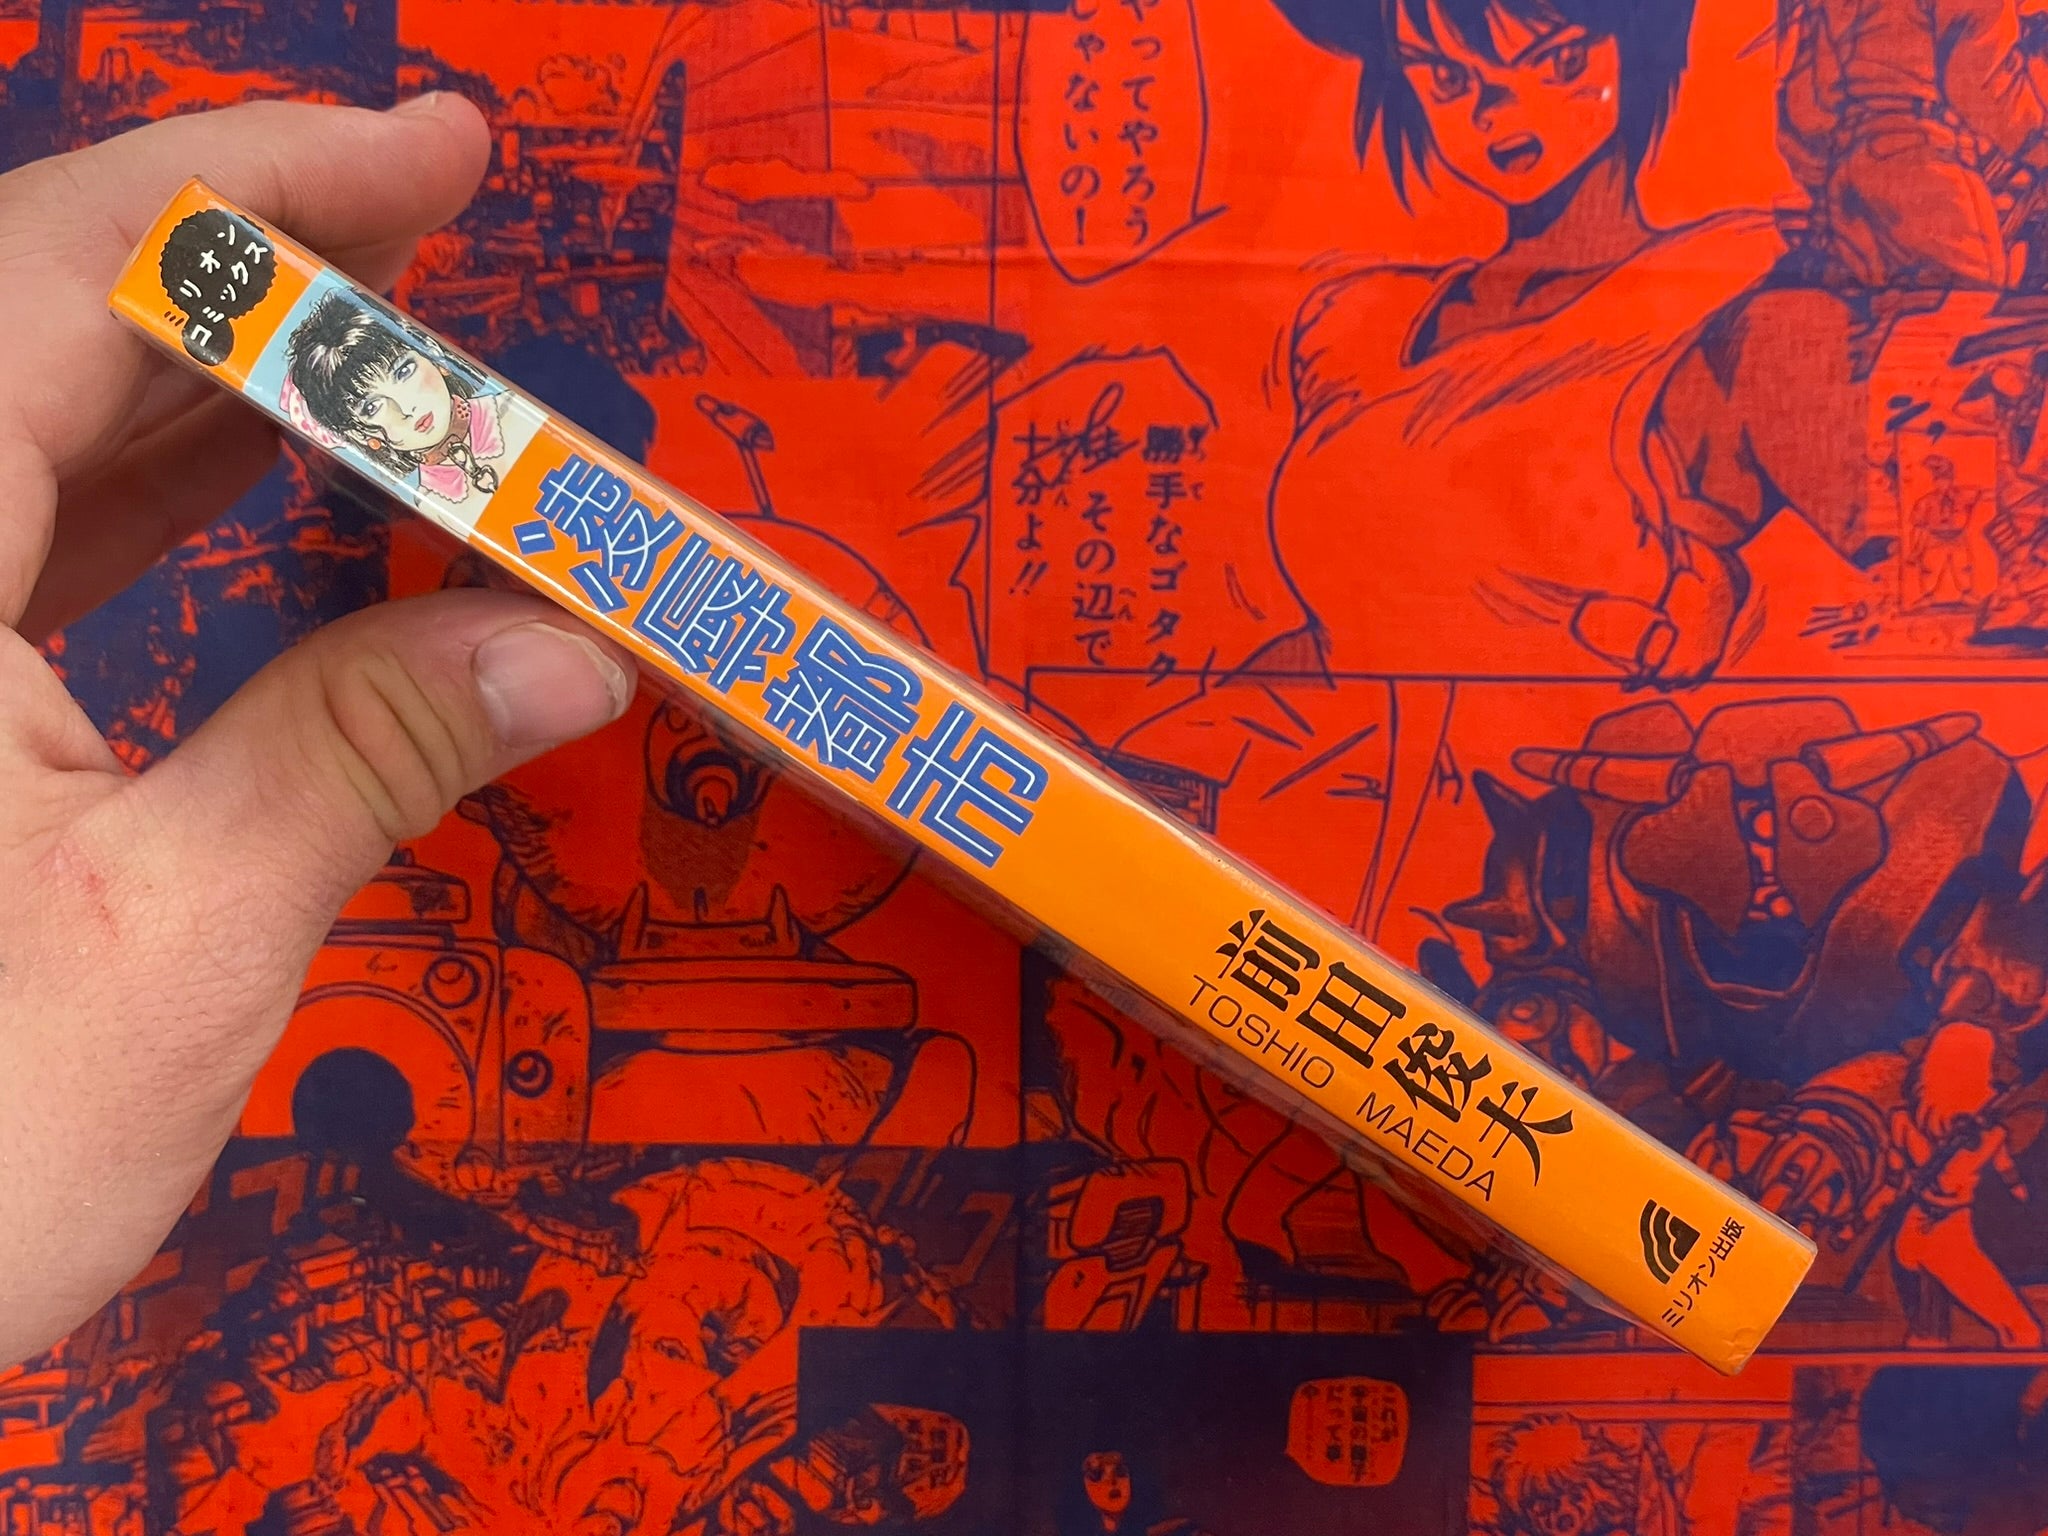 ミリオン
コミックス
凌辱都市
前田俊夫
TOSHIO MAEDA
ミリオン出版
やってやろう
じゃないの!
勝手なゴタク
その辺で
十分よ!!